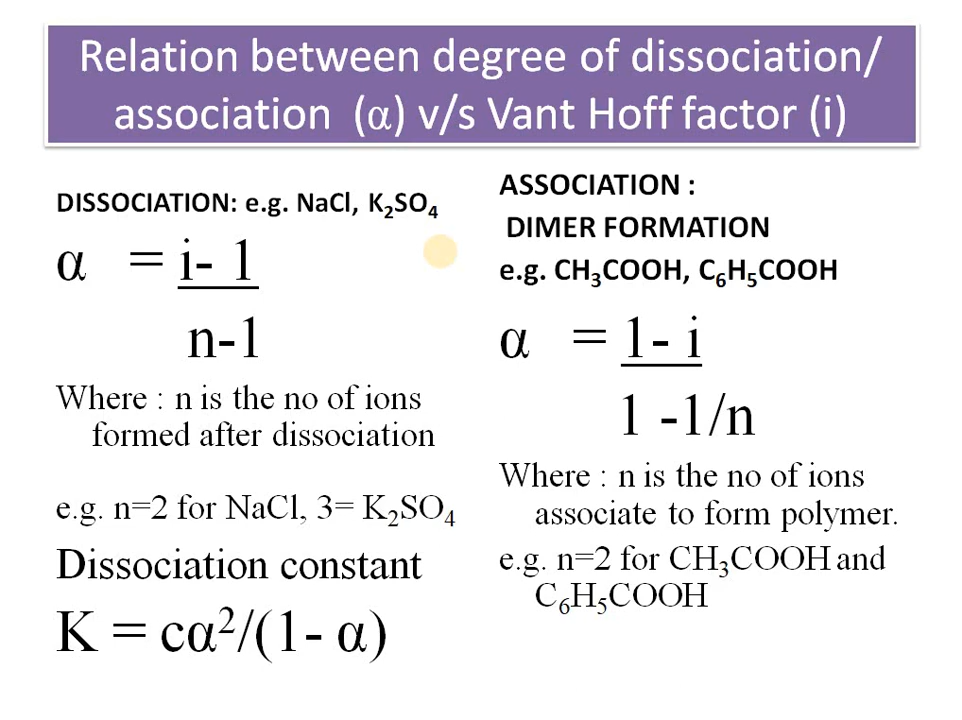 Relation between degree of dissociation/
association (α) v/s Vant Hoff factor (i)
DISSOCIATION: e.g. NaCl, K₂SO₄
α = i- 1
n-1
Where : n is the no of ions
formed after dissociation
e.g. n=2 for NaCl, 3= K₂SO₄
Dissociation constant
K = cα²/(1- α)
ASSOCIATION :
DIMER FORMATION
e.g. CH₃COOH, C₆H₅COOH
α = 1- i
1 -1/n
Where : n is the no of ions
associate to form polymer.
e.g. n=2 for CH₃COOH and
C₆H₅COOH